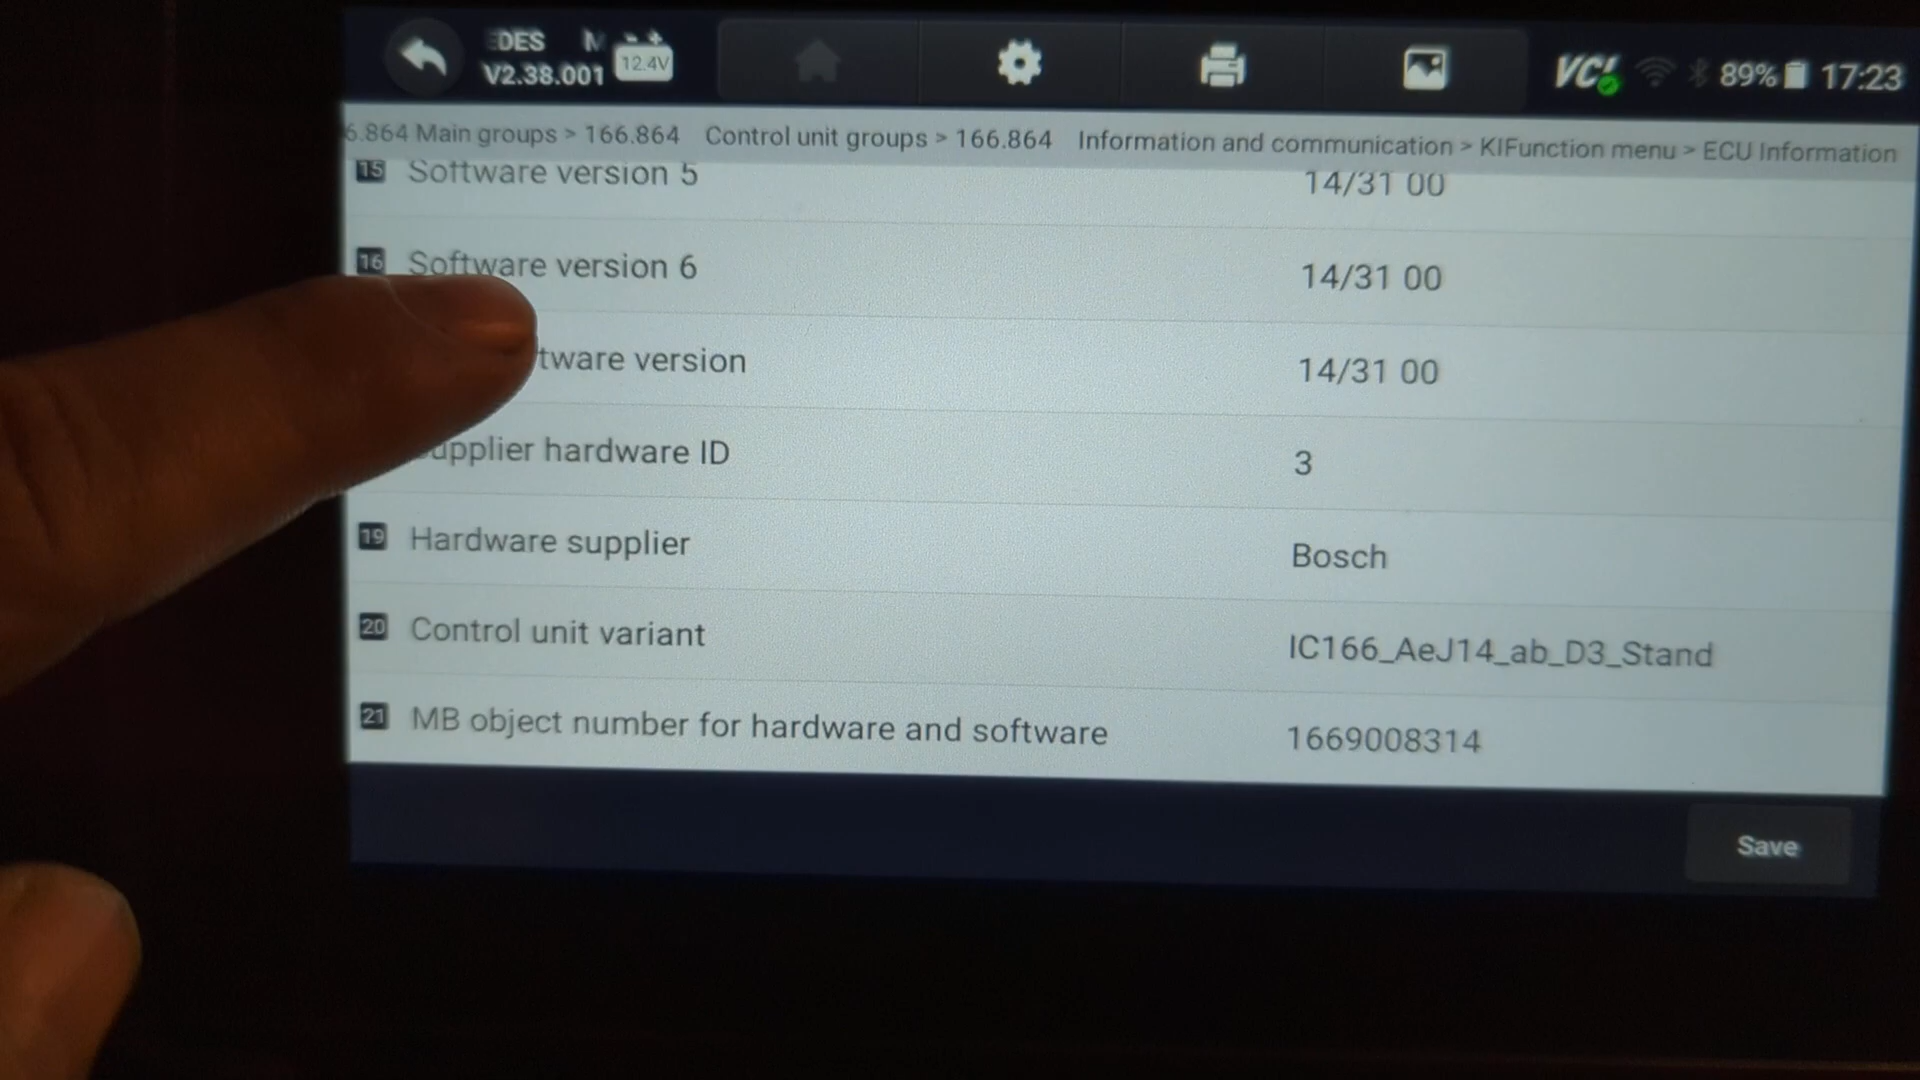 DES M
V2.38.001
12.4V
VCI
89%
17:23
6.864 Main groups > 166.864 Control unit groups > 166.864 Information and communication > KIFunction menu > ECU Information
15 Software version 5 14/31 00
16 Software version 6 14/31 00
tware version 14/31 00
upplier hardware ID 3
19 Hardware supplier Bosch
20 Control unit variant IC166_AeJ14_ab_D3_Stand
21 MB object number for hardware and software 1669008314
Save